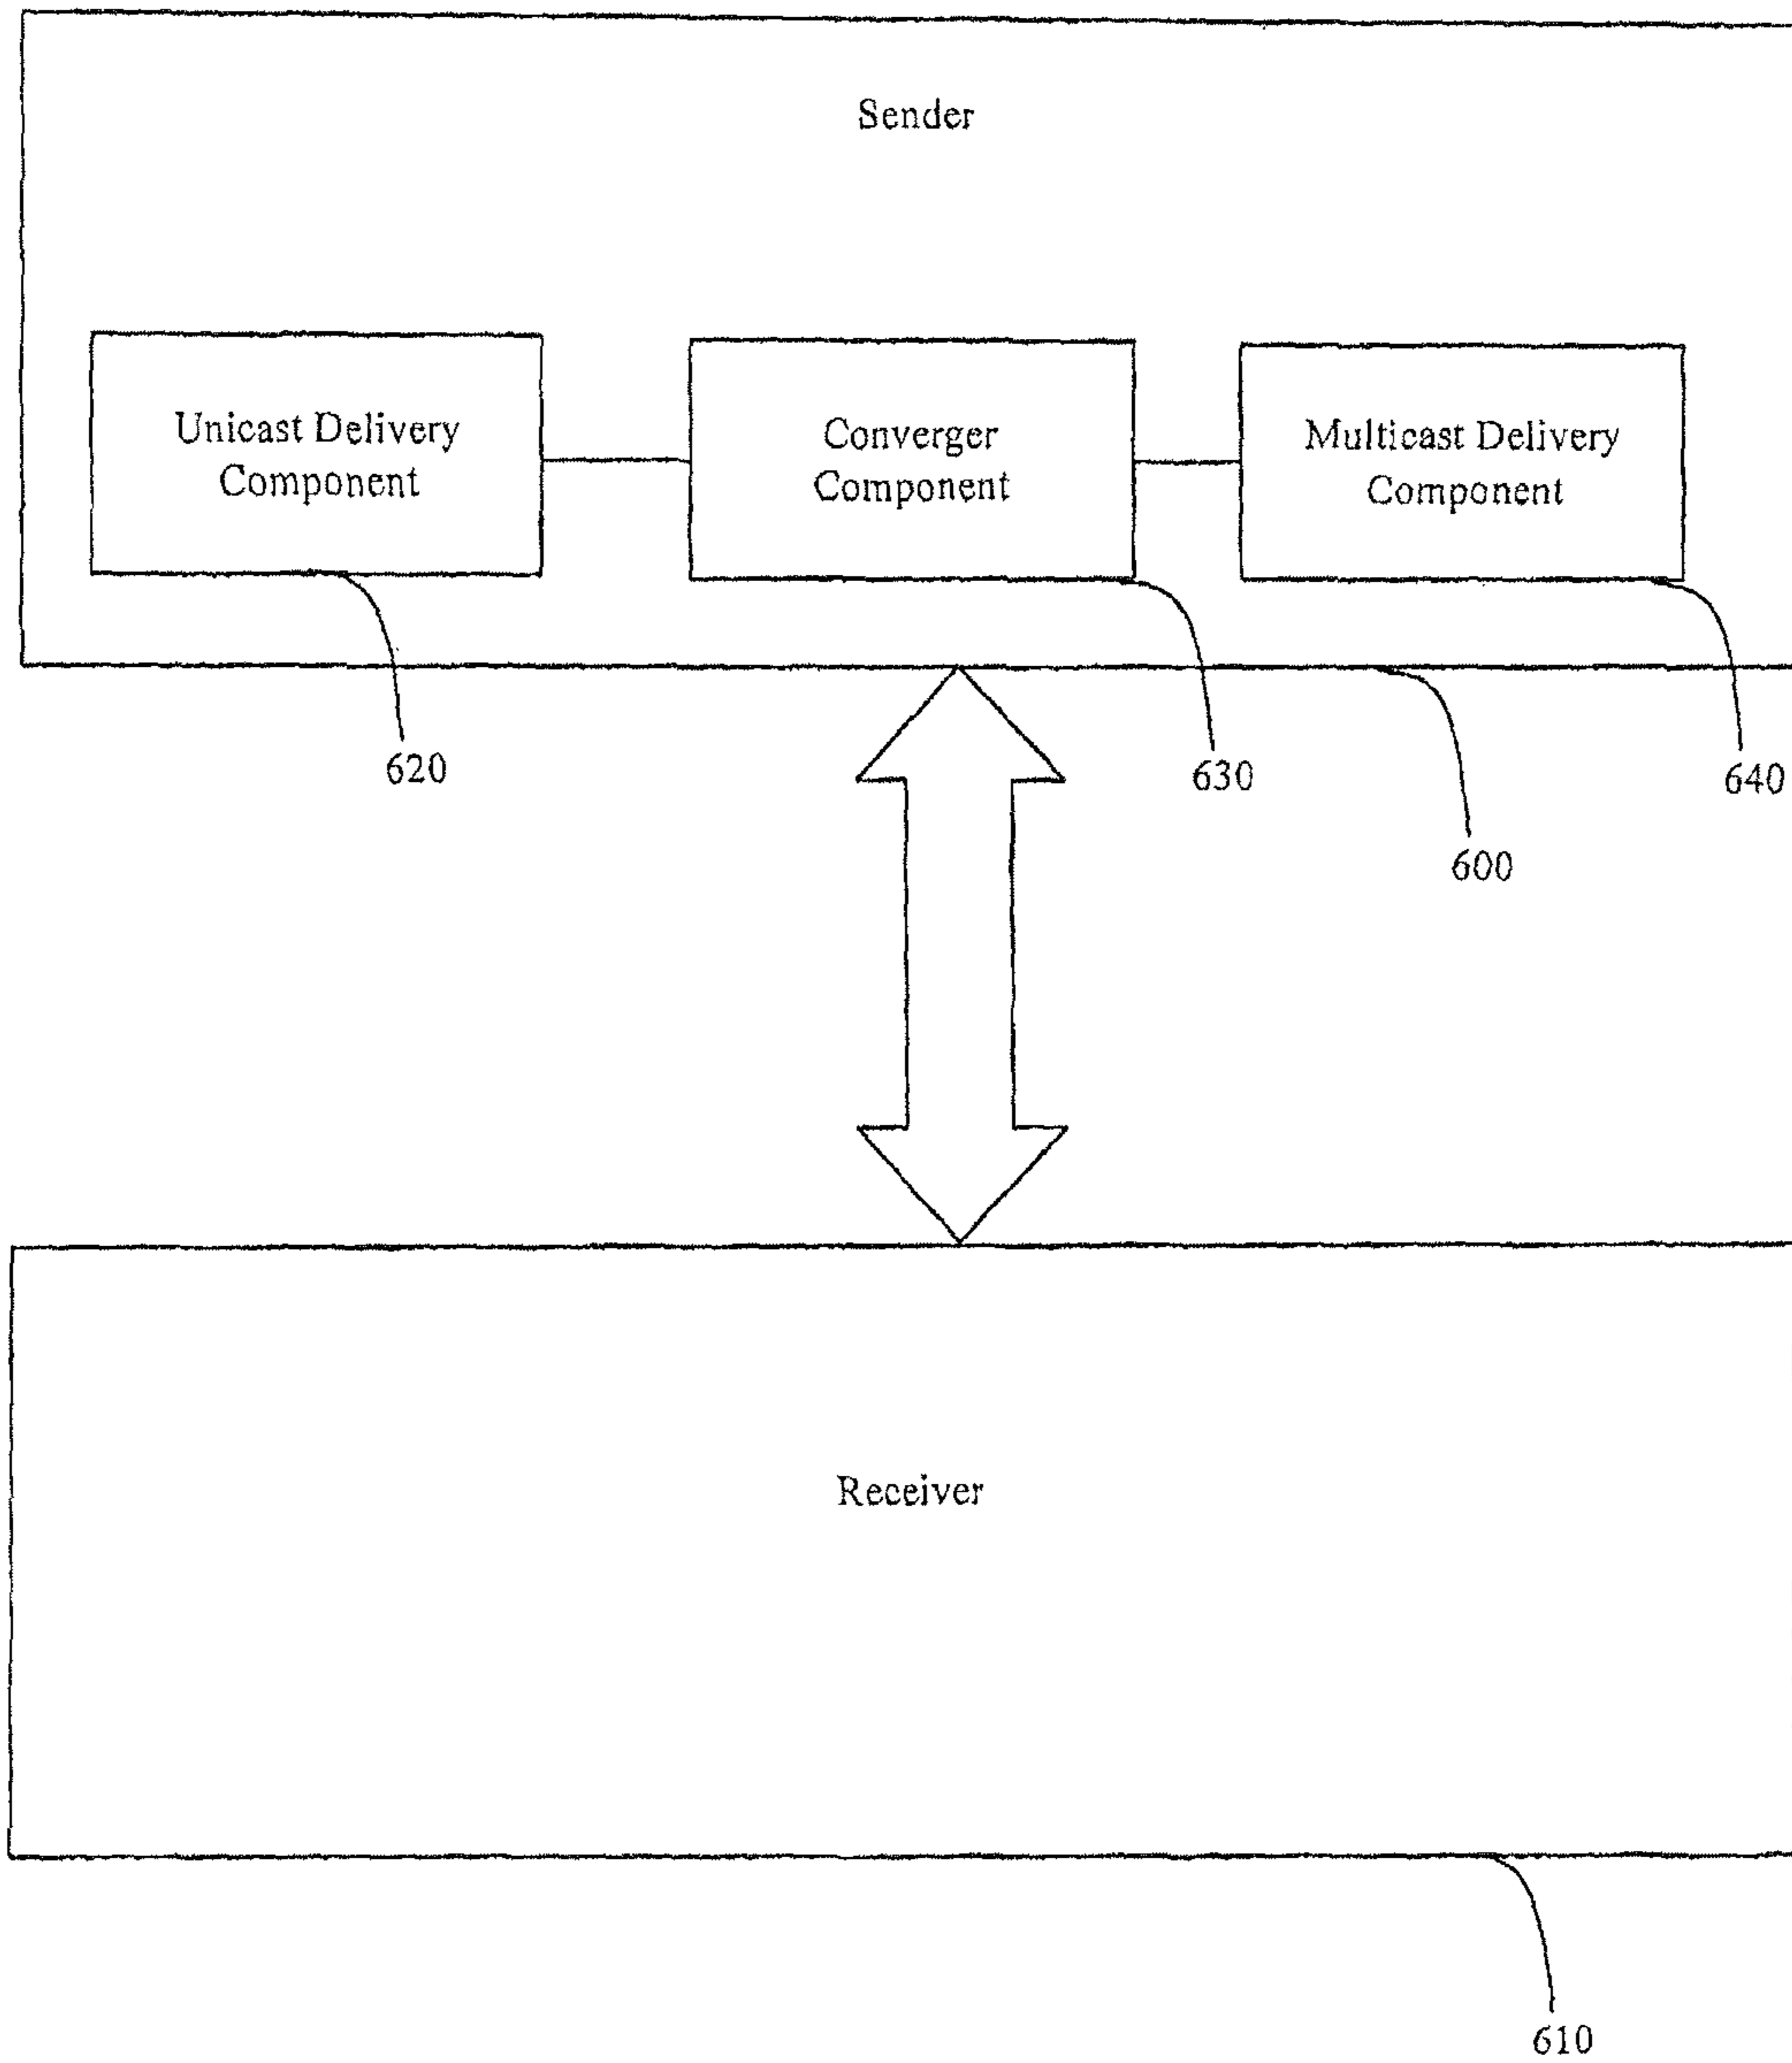 Sender
Unicast Delivery
Component
Converger
Component
Multicast Delivery
Component
620
630
640
600
Receiver
610